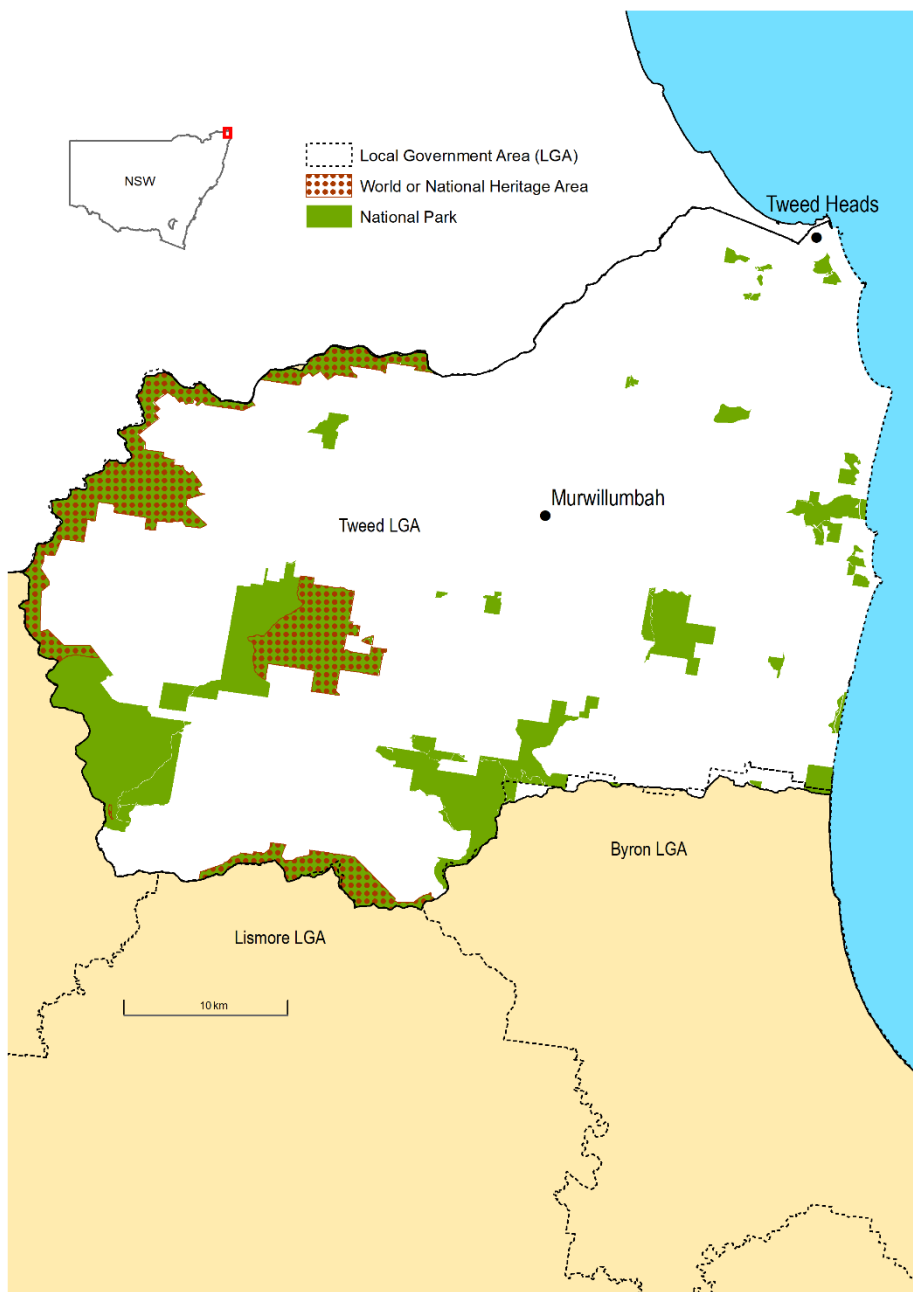 NSW
Local Government Area (LGA)
World or National Heritage Area
National Park
Tweed Heads
Murwillumbah
Tweed LGA
Byron LGA
Lismore LGA
10 km